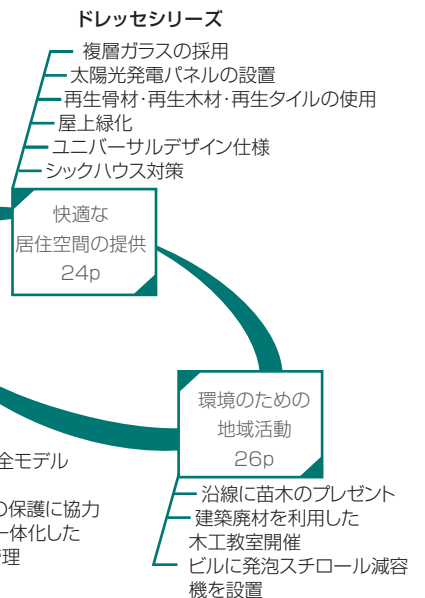 ドレッセシリーズ
複層ガラスの採用
太陽光発電パネルの設置
再生骨材・再生木材・再生タイルの使用
屋上緑化
ユニバーサルデザイン仕様
シックハウス対策
快適な
居住空間の提供
24p
環境のための
地域活動
26p
全モデル
の保護に協力
一体化した
管理
沿線に苗木のプレゼント
建築廃材を利用した
木工教室開催
ビルに発泡スチロール減容
機を設置